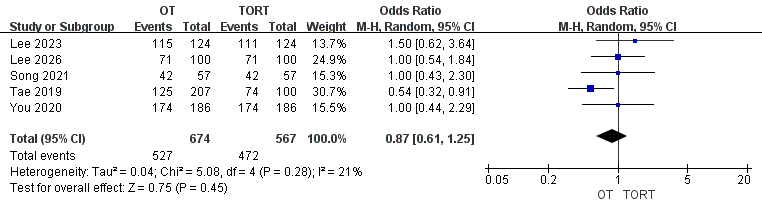 OT TORT Odds Ratio Odds Ratio
Study or Subgroup Events Total Events Total Weight M-H, Random, 95% CI M-H, Random, 95% CI
Lee 2023 115 124 111 124 13.7% 1.50 [0.62, 3.64]
Lee 2026 71 100 71 100 24.9% 1.00 [0.54, 1.84]
Song 2021 42 57 42 57 15.3% 1.00 [0.43, 2.30]
Tae 2019 125 207 74 100 30.7% 0.54 [0.32, 0.91]
You 2020 174 186 174 186 15.5% 1.00 [0.44, 2.29]
Total (95% CI) 674 567 100.0% 0.87 [0.61, 1.25]
Total events 527 472
Heterogeneity: Tau² = 0.04; Chi² = 5.08, df = 4 (P = 0.28); I² = 21%
Test for overall effect: Z = 0.75 (P = 0.45)
0.05 0.2 1 5 20
OT TORT